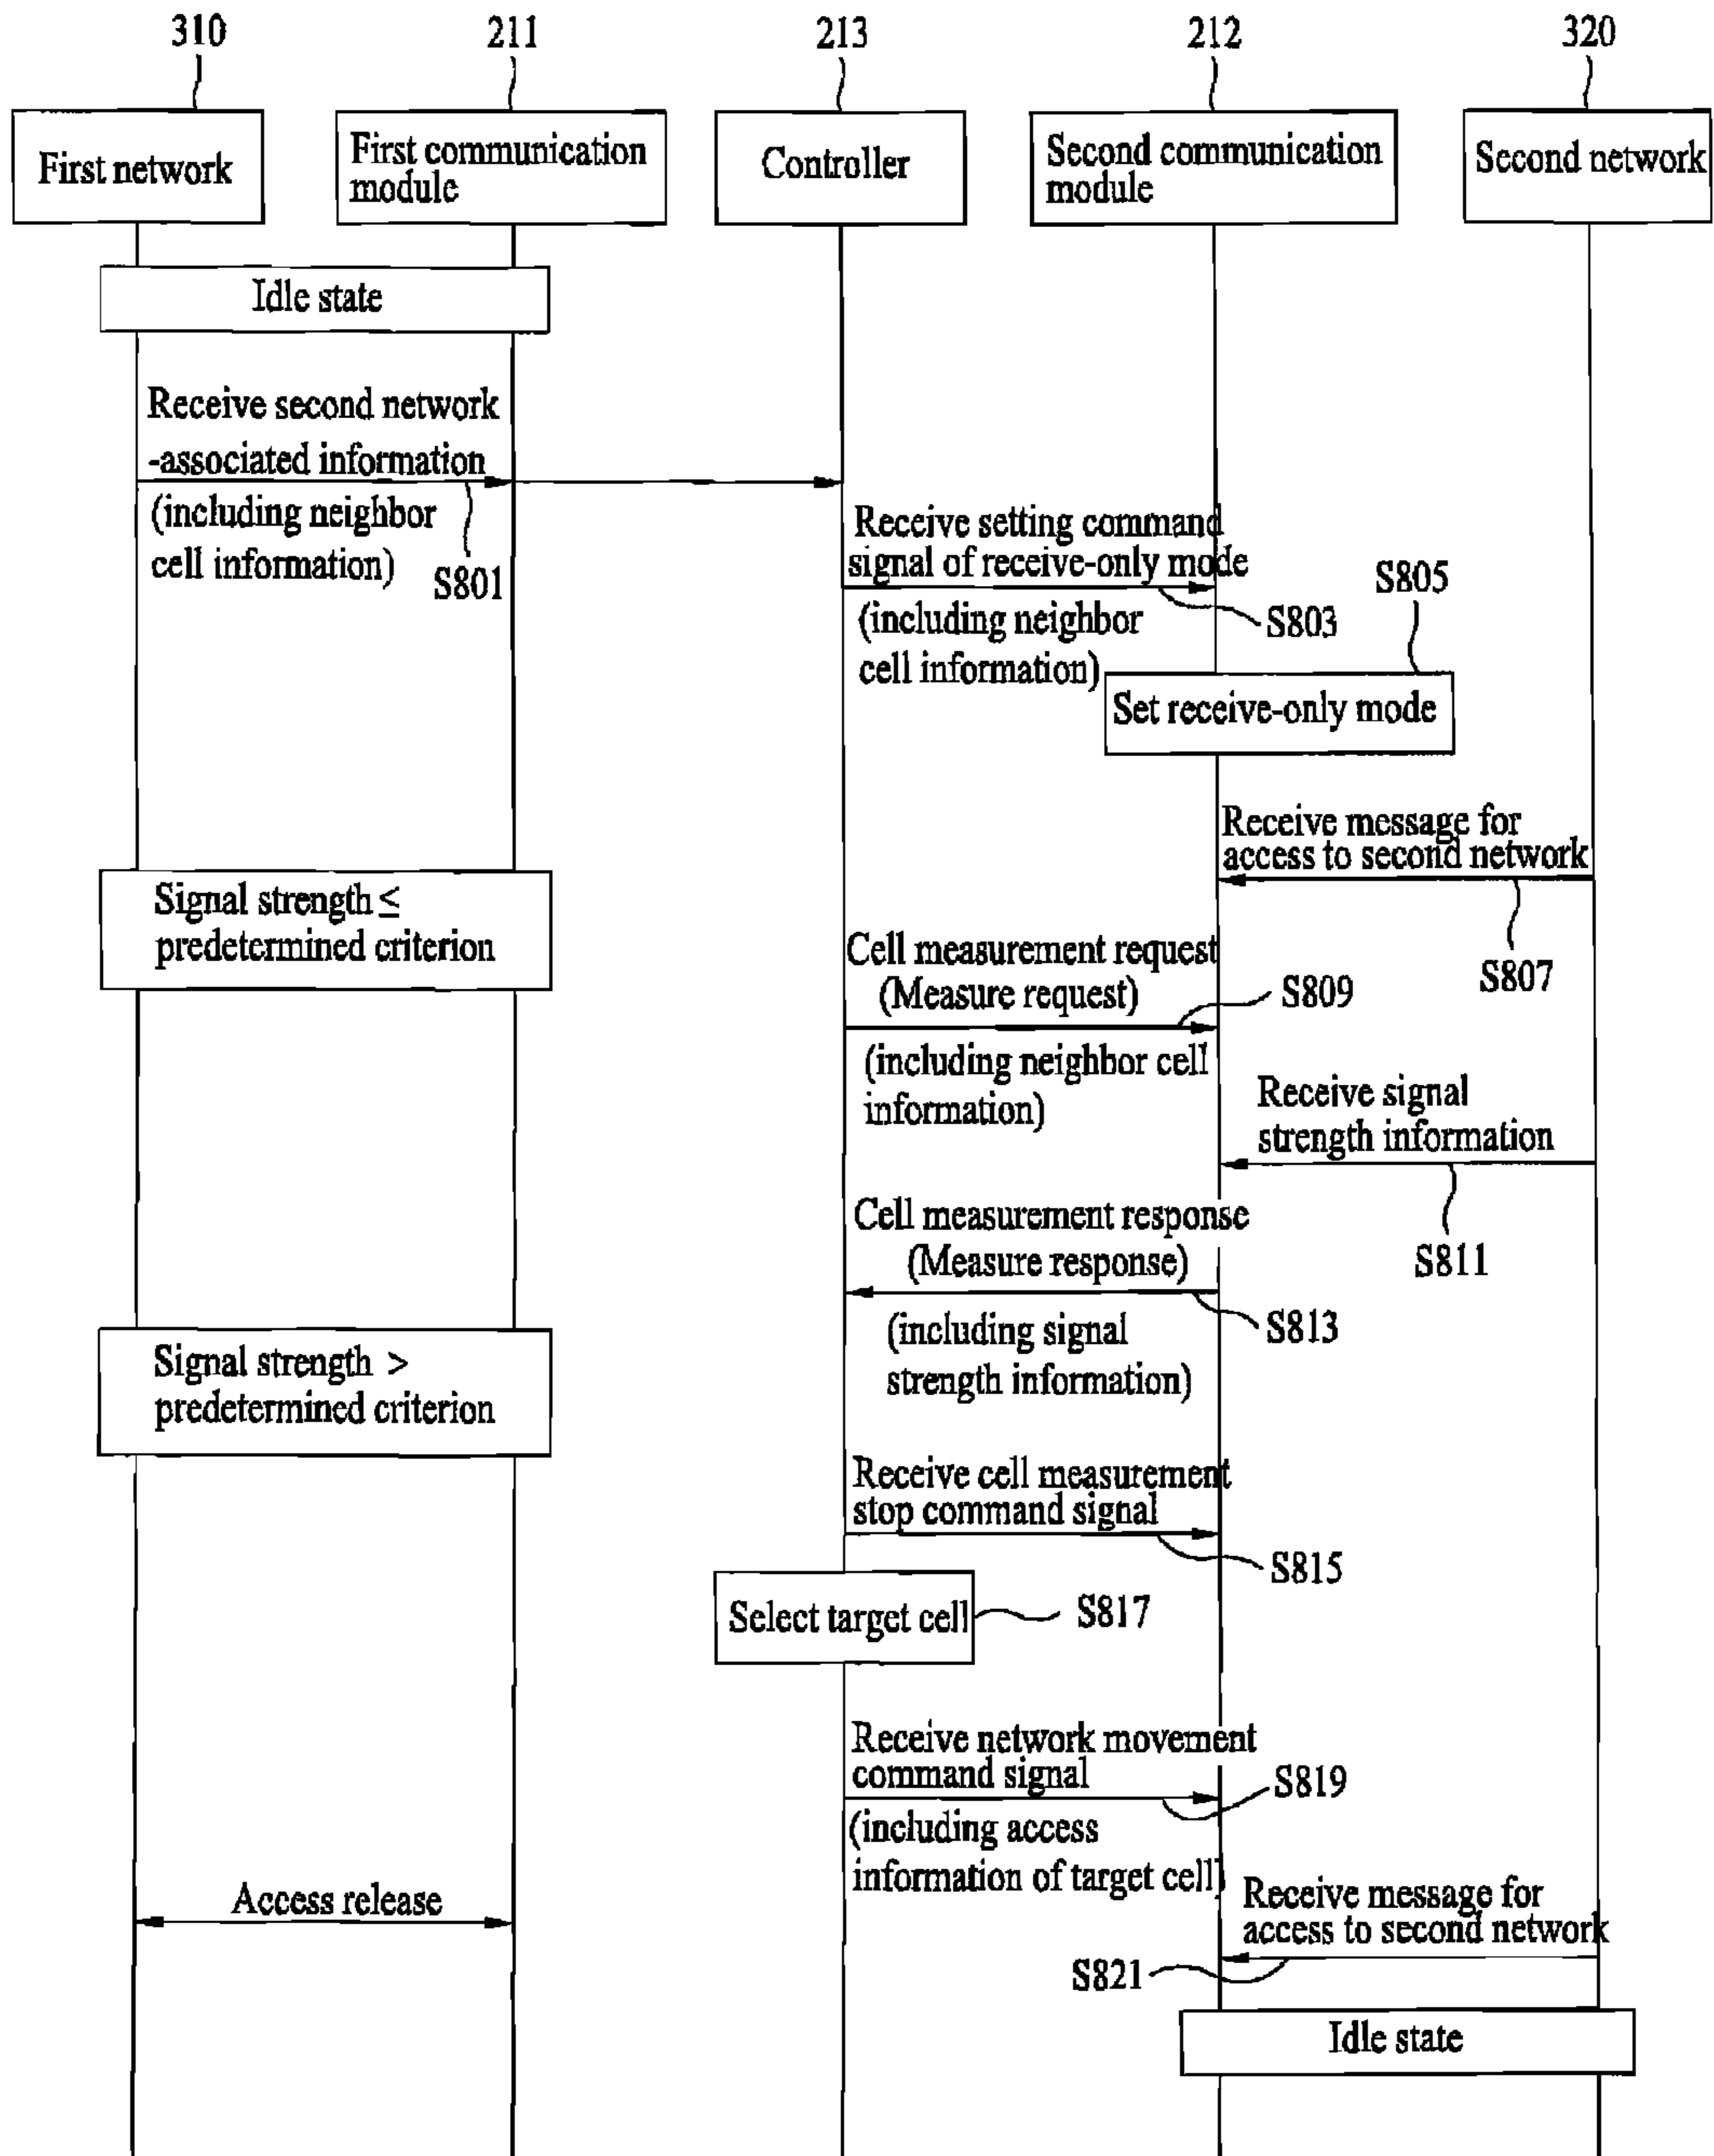 310
211
213
212
320
First network
First communication
module
Controller
Second communication
module
Second network
Idle state
Receive second network
-associated information
(including neighbor
cell information)
S801
Receive setting command
signal of receive-only mode
(including neighbor
cell information)
S803
S805
Set receive-only mode
Receive message for
access to second network
S807
Signal strength ≤
predetermined criterion
Cell measurement request
(Measure request)
S809
(including neighbor cell
information)
Receive signal
strength information
S811
Cell measurement response
(Measure response)
S813
(including signal
strength information)
Signal strength >
predetermined criterion
Receive cell measurement
stop command signal
S815
Select target cell
S817
Receive network movement
command signal
S819
(including access
information of target cell)
Access release
Receive message for
access to second network
S821
Idle state